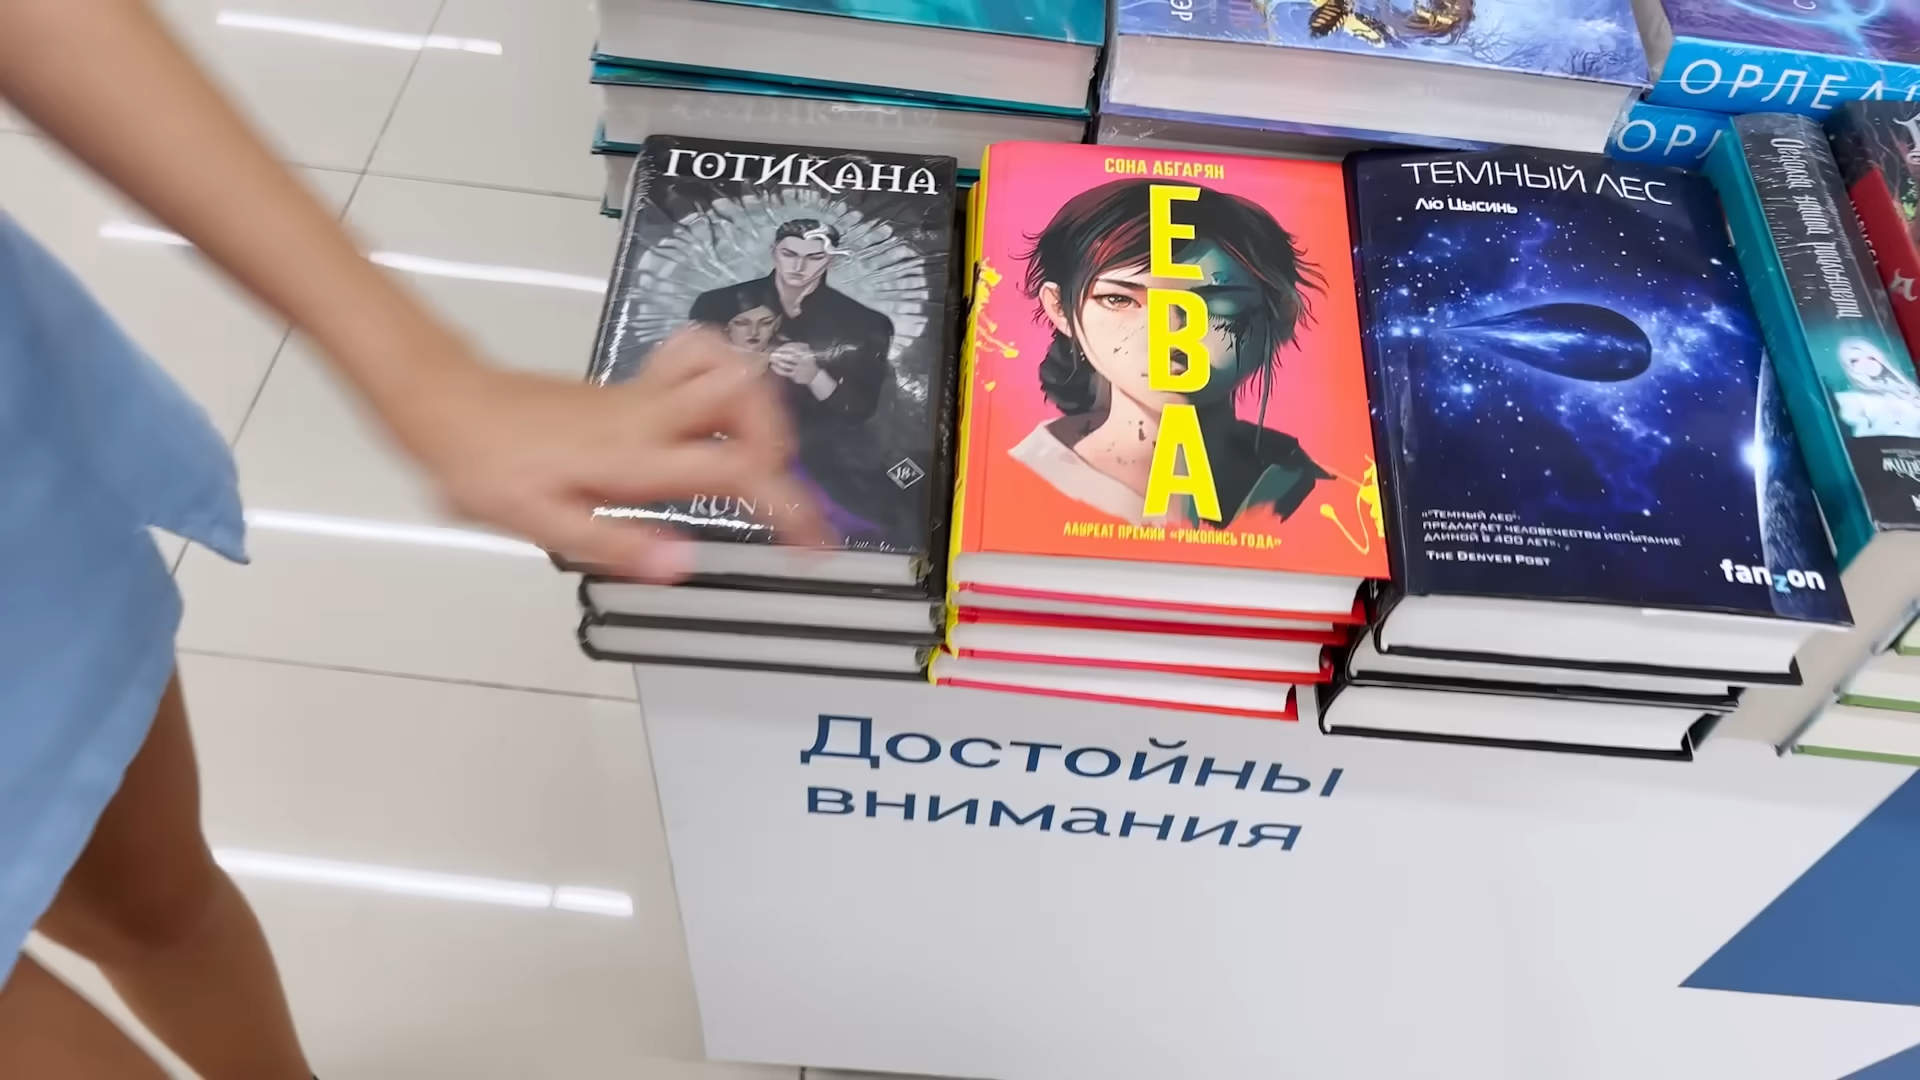 ОРЛЕ
ОРЛ
ГОТИКАНА
18+
RUNYX
СОНА АБГАРЯН
ЕВА
ЛАУРЕАТ ПРЕМИИ «РУКОПИСЬ ГОДА»
ТЕМНЫЙ ЛЕС
Лю Цысинь
«"ТЕМНЫЙ ЛЕС"
ПРЕДЛАГАЕТ ЧЕЛОВЕЧЕСТВУ ИСПЫТАНИЕ
ДЛИНОЙ В 400 ЛЕТ».
THE DENVER POST
fanzon
Достойны
внимания